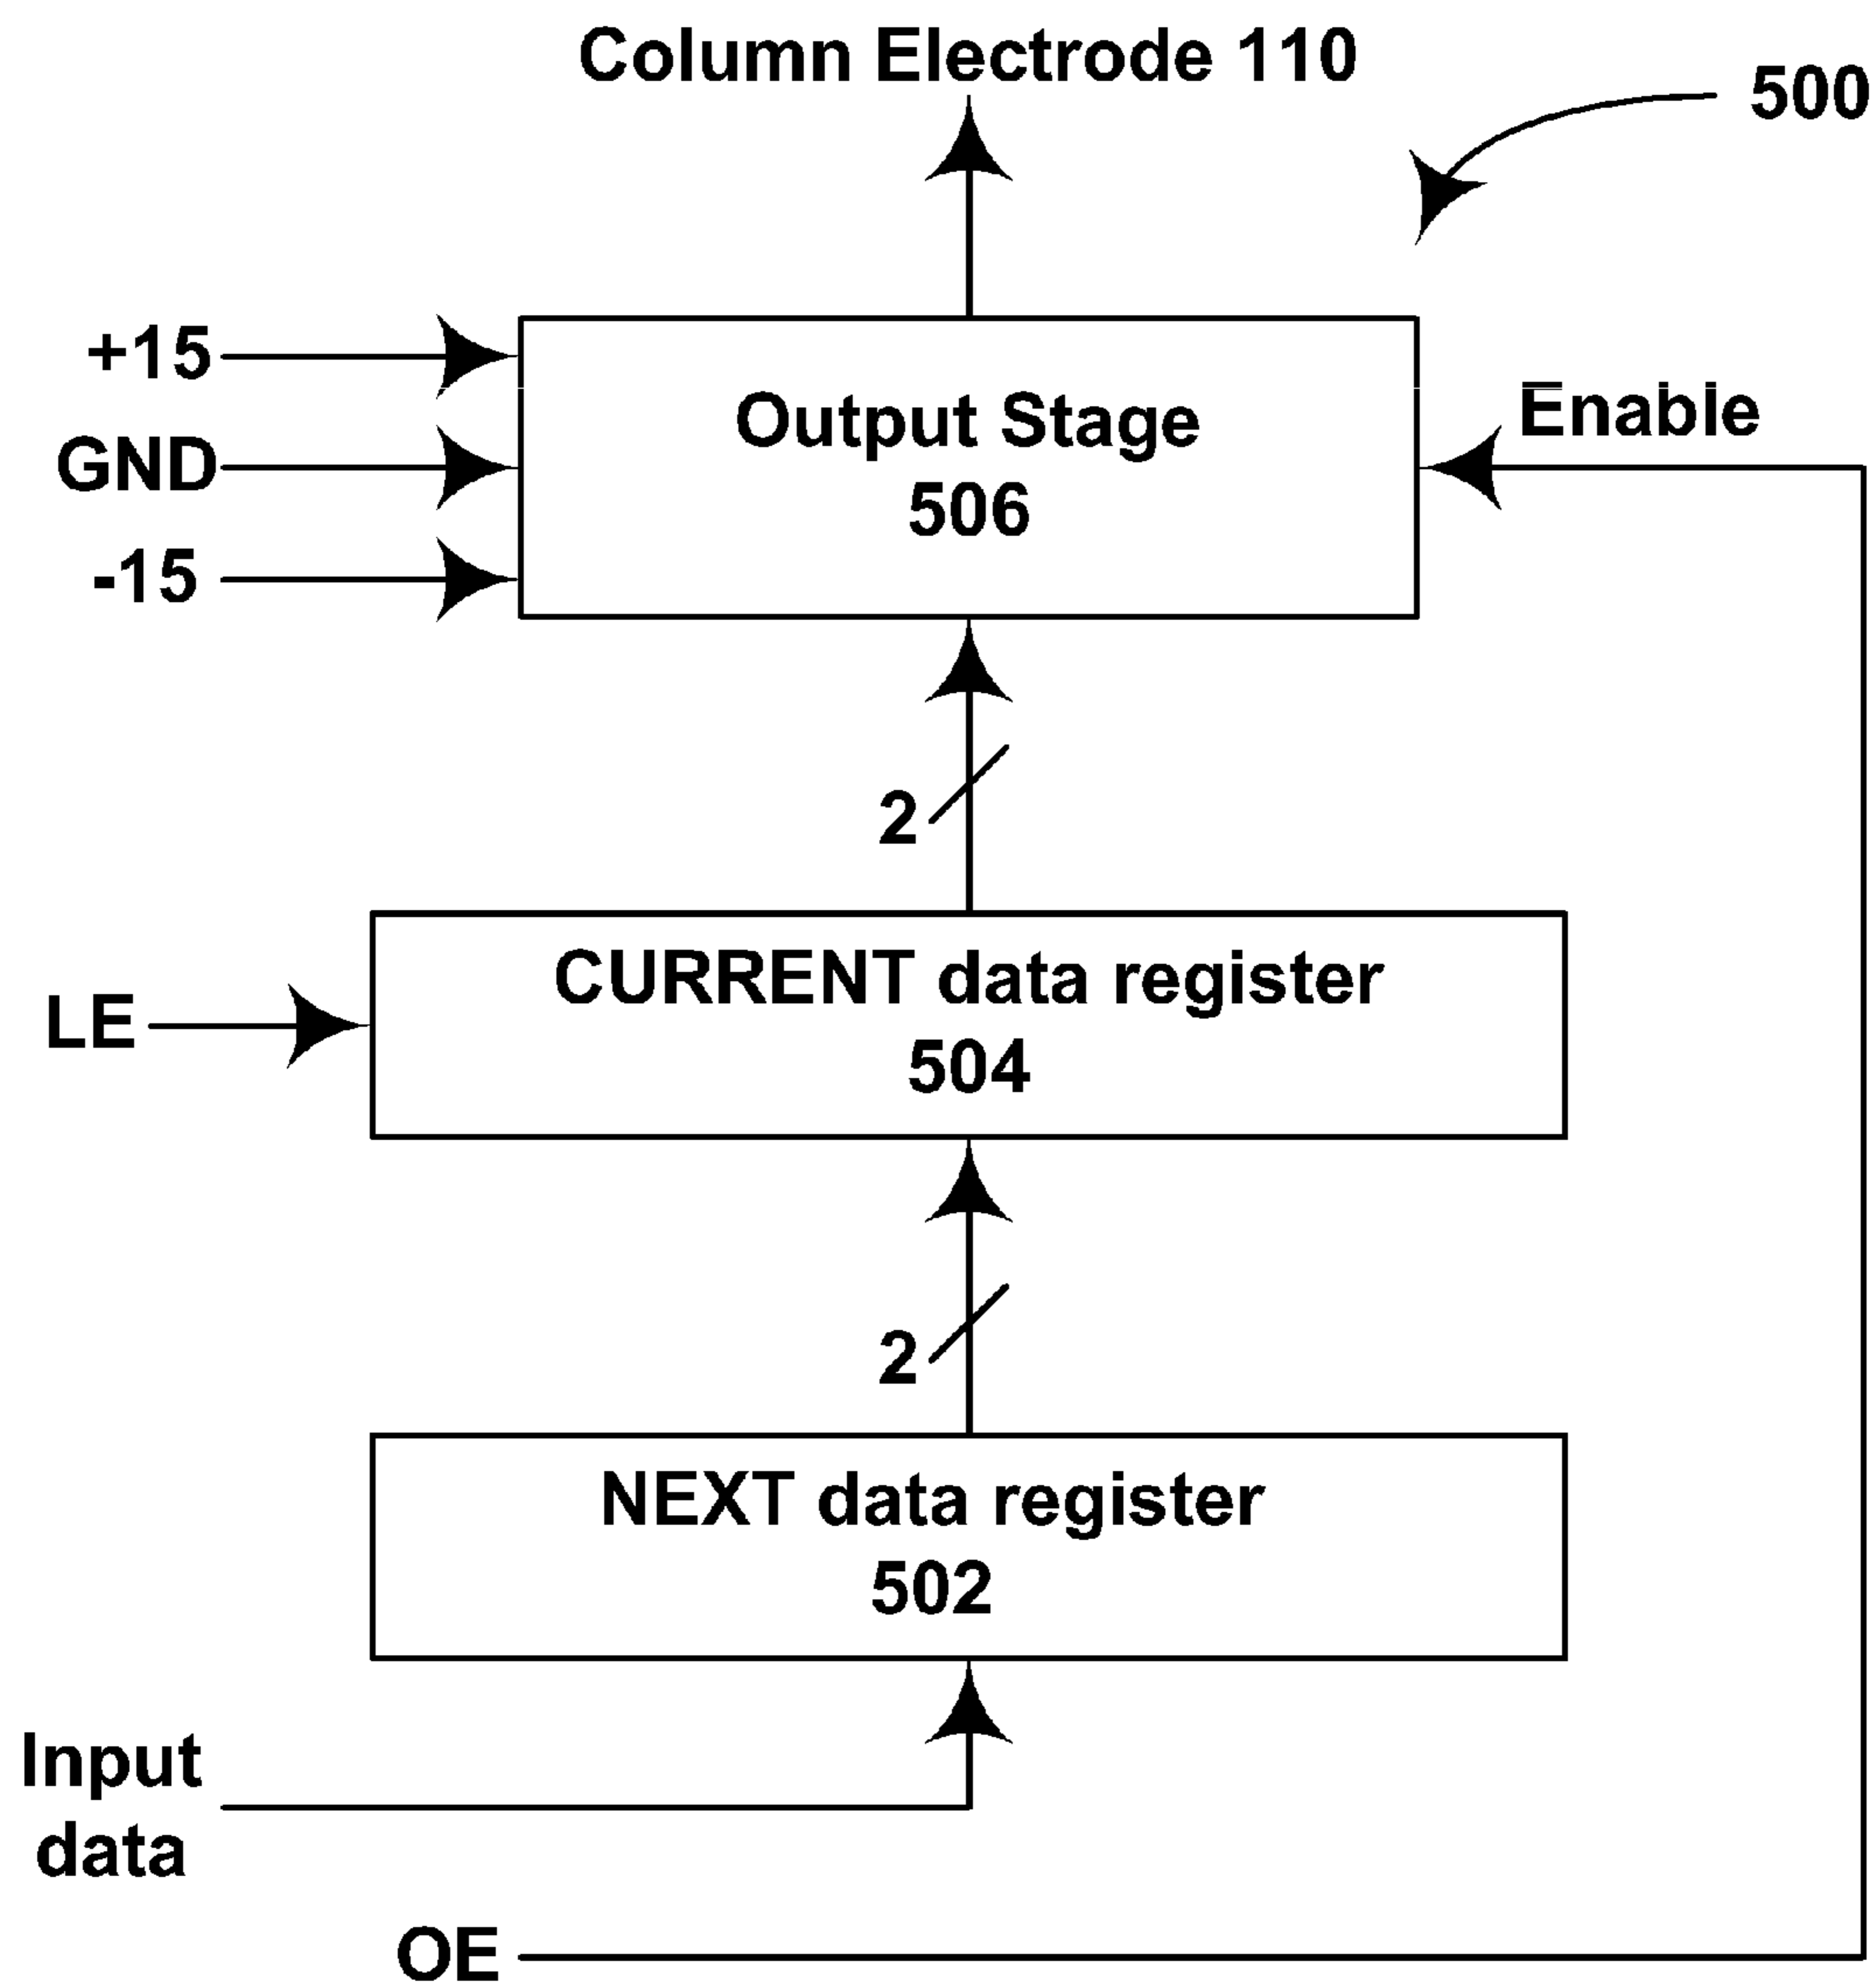 Column Electrode 110
500
+15
GND
-15
Output Stage
506
Enable
2
LE
CURRENT data register
504
2
NEXT data register
502
Input
data
OE